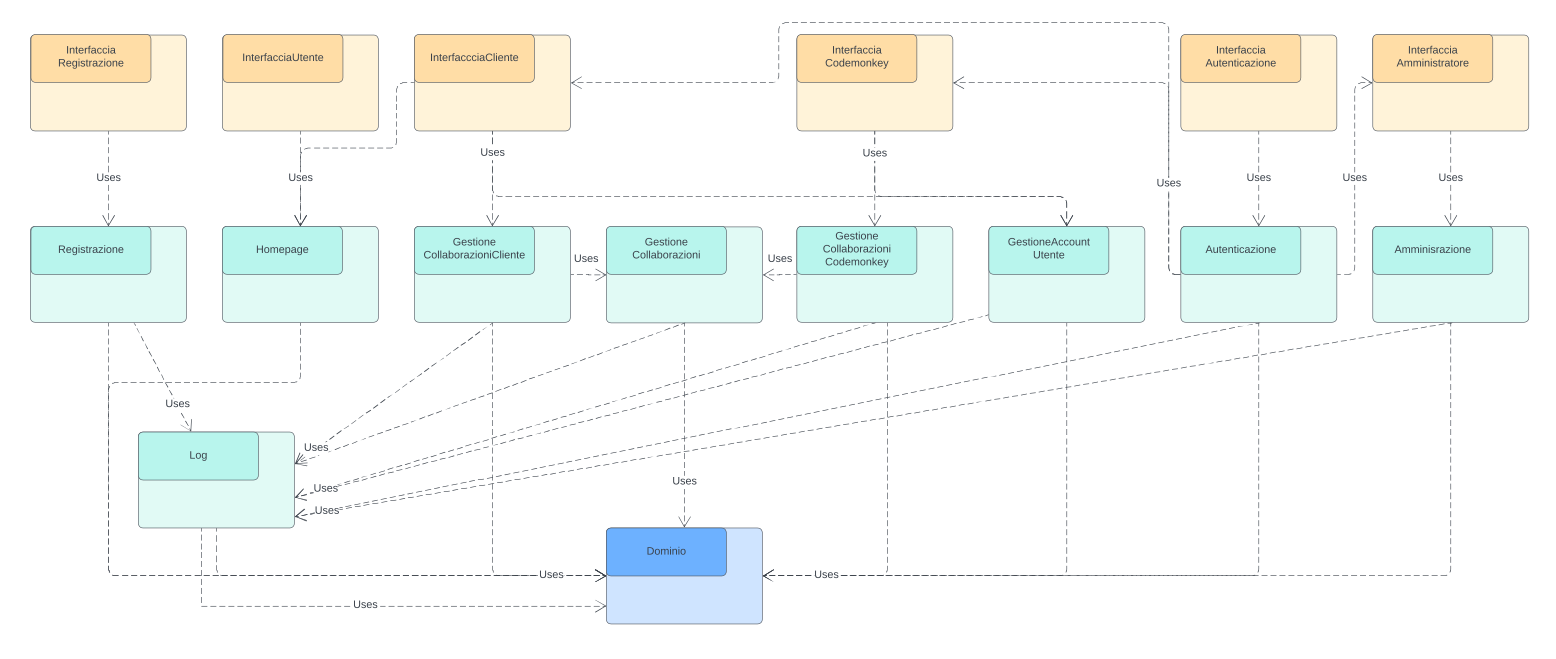 Interfaccia
Registrazione
InterfacciaUtente
InterfaccciaCliente
Interfaccia
Codemonkey
Interfaccia
Autenticazione
Interfaccia
Amministratore
Uses
Uses
Uses
Uses
Uses
Uses
Uses
Uses
Registrazione
Homepage
Gestione
CollaborazioniCliente
Gestione
Collaborazioni
Gestione
Collaborazioni
Codemonkey
GestioneAccount
Utente
Autenticazione
Amminisrazione
Uses
Uses
Uses
Uses
Log
Uses
Uses
Uses
Dominio
Uses
Uses
Uses